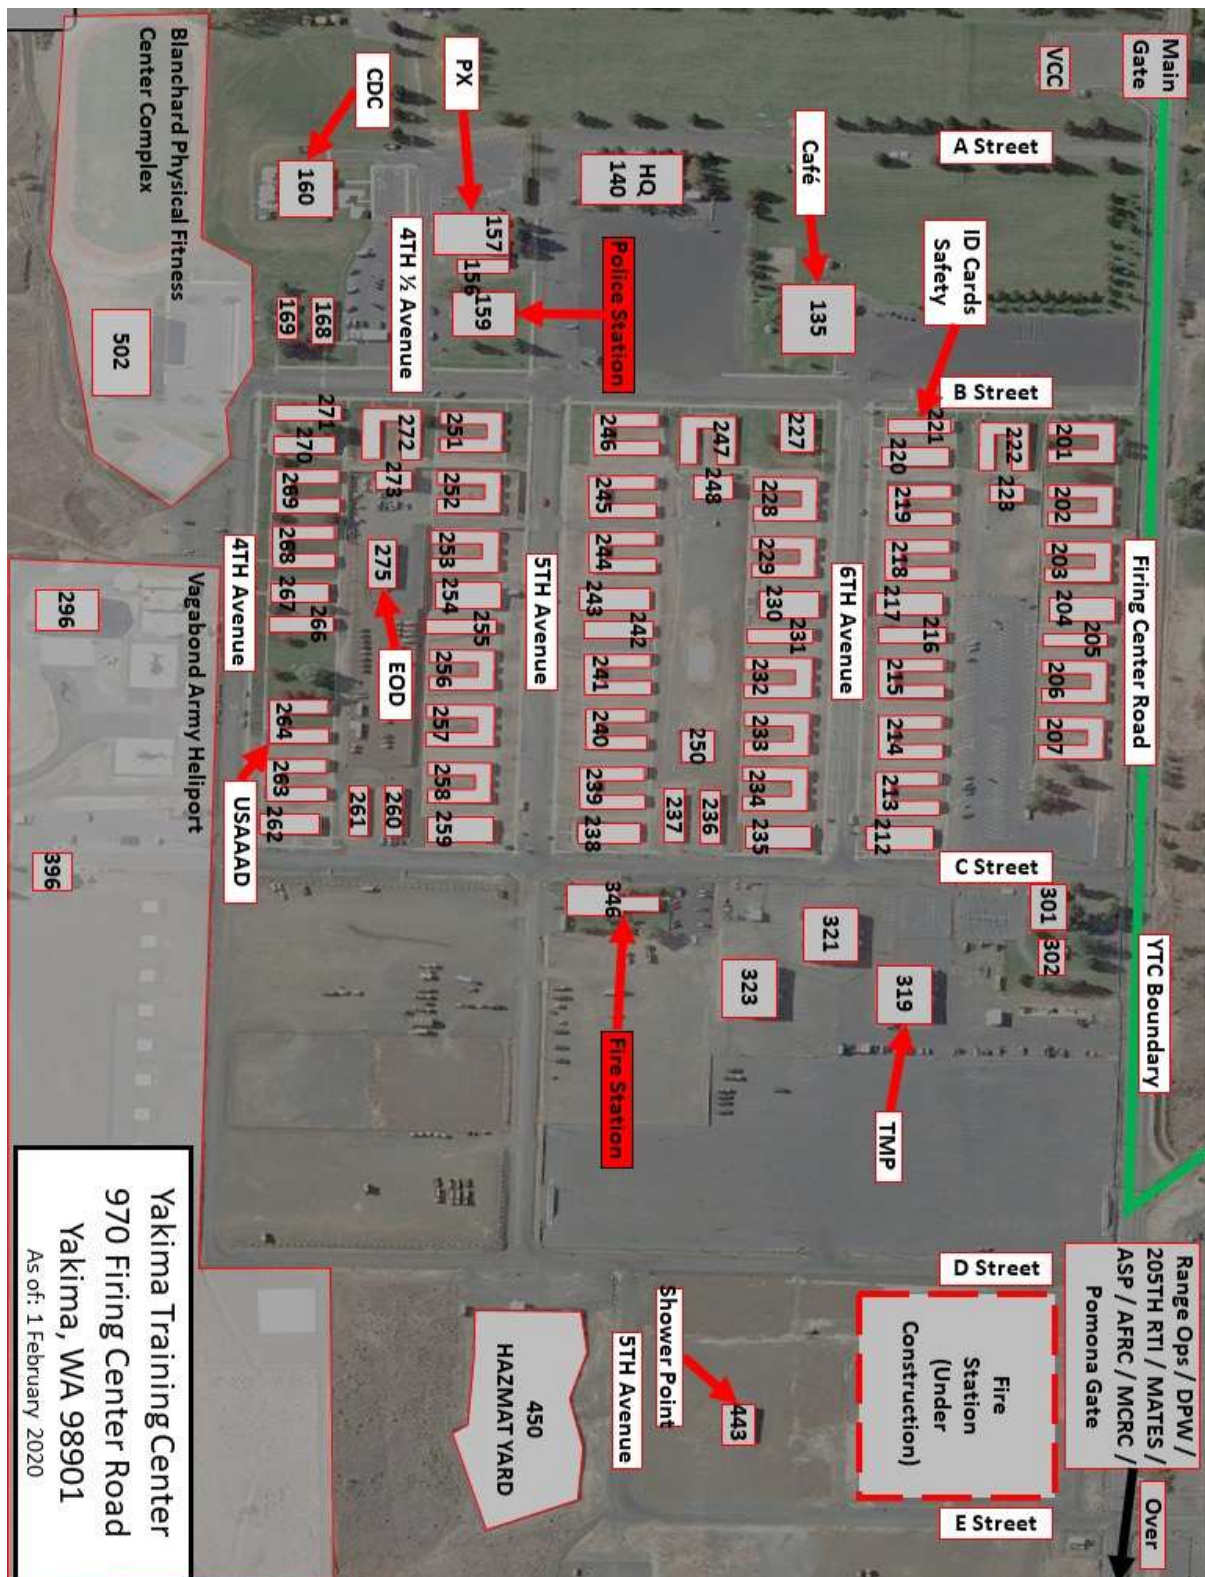 Main
Gate
VCC
A Street
Café
HQ
140
PX
CDC
160
Blanchard Physical Fitness
Center Complex
157
156
159
Police Station
4TH ½ Avenue
135
ID Cards
Safety
169
168
502
B Street
Firing Center Road
YTC Boundary
201
202
203
204
205
206
207
222
223
221
220
219
218
217
216
215
214
213
212
6TH Avenue
227
228
229
230
231
232
233
234
235
247
248
250
236
237
246
245
244
243
242
241
240
239
238
5TH Avenue
251
252
253
254
255
256
257
258
259
272
273
275
EOD
260
261
271
270
269
268
267
266
264
263
262
USAAAD
4TH Avenue
Vagabond Army Heliport
296
396
C Street
301
302
319
TMP
321
323
346
Fire Station
D Street
Range Ops / DPW /
205TH RTI / MATES /
ASP / AFRC / MCRC /
Pomona Gate
Over
Fire
Station
(Under
Construction)
E Street
Shower Point
443
5TH Avenue
450
HAZMAT YARD
Yakima Training Center
970 Firing Center Road
Yakima, WA 98901
As of: 1 February 2020